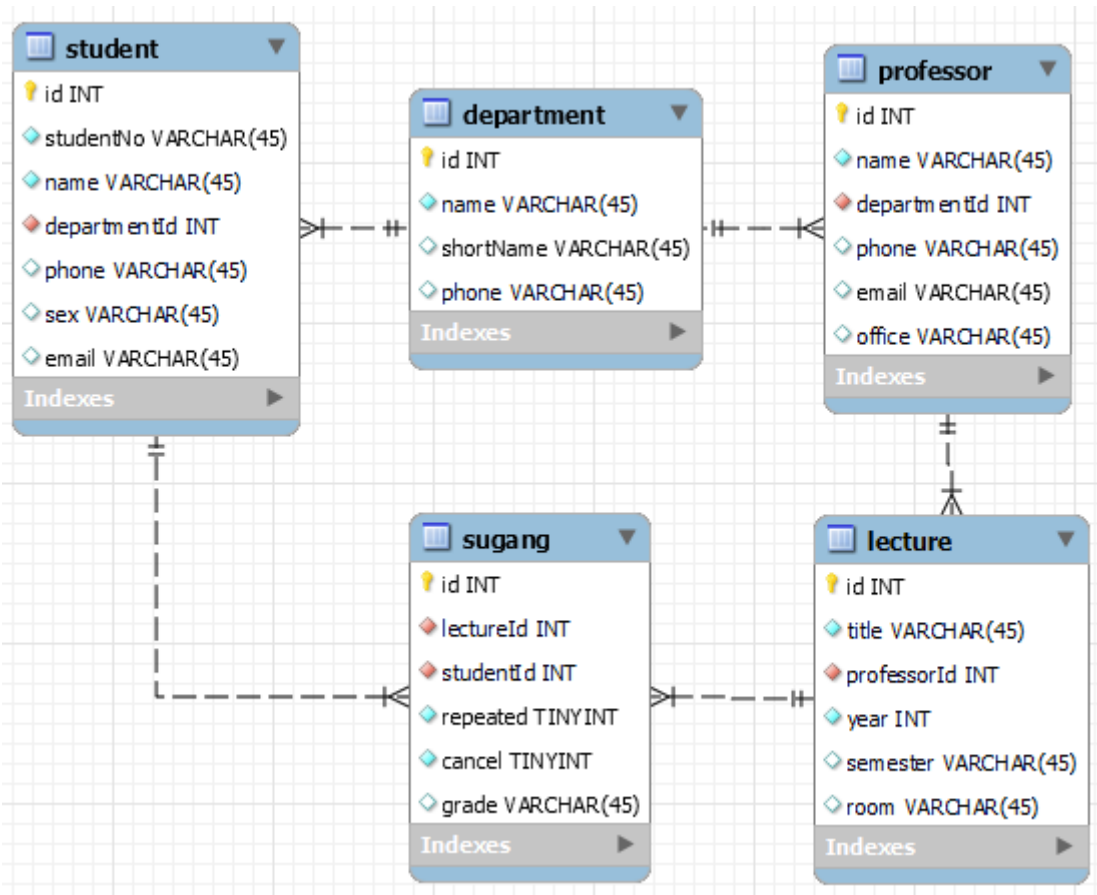 student
id INT
studentNo VARCHAR(45)
name VARCHAR(45)
departmentId INT
phone VARCHAR(45)
sex VARCHAR(45)
email VARCHAR(45)
Indexes
department
id INT
name VARCHAR(45)
shortName VARCHAR(45)
phone VARCHAR(45)
Indexes
professor
id INT
name VARCHAR(45)
departmentId INT
phone VARCHAR(45)
email VARCHAR(45)
office VARCHAR(45)
Indexes
sugang
id INT
lectureId INT
studentId INT
repeated TINYINT
cancel TINYINT
grade VARCHAR(45)
Indexes
lecture
id INT
title VARCHAR(45)
professorId INT
year INT
semester VARCHAR(45)
room VARCHAR(45)
Indexes